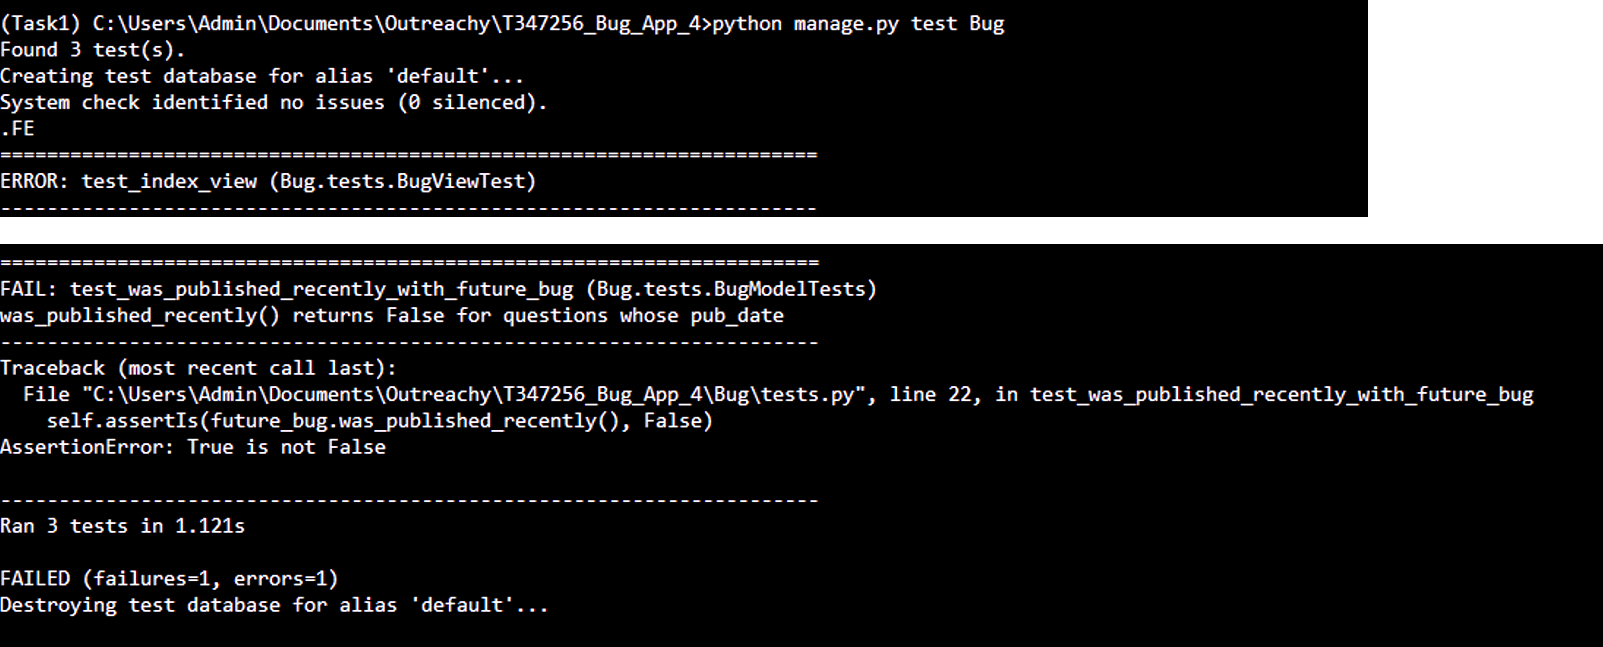 (Task1) C:\Users\Admin\Documents\Outreachy\T347256_Bug_App_4>python manage.py test Bug
Found 3 test(s).
Creating test database for alias 'default'...
System check identified no issues (0 silenced).
.FE
======================================================================
ERROR: test_index_view (Bug.tests.BugViewTest)
----------------------------------------------------------------------
======================================================================
FAIL: test_was_published_recently_with_future_bug (Bug.tests.BugModelTests)
was_published_recently() returns False for questions whose pub_date
----------------------------------------------------------------------
Traceback (most recent call last):
  File "C:\Users\Admin\Documents\Outreachy\T347256_Bug_App_4\Bug\tests.py", line 22, in test_was_published_recently_with_future_bug
    self.assertIs(future_bug.was_published_recently(), False)
AssertionError: True is not False
----------------------------------------------------------------------
Ran 3 tests in 1.121s
FAILED (failures=1, errors=1)
Destroying test database for alias 'default'...